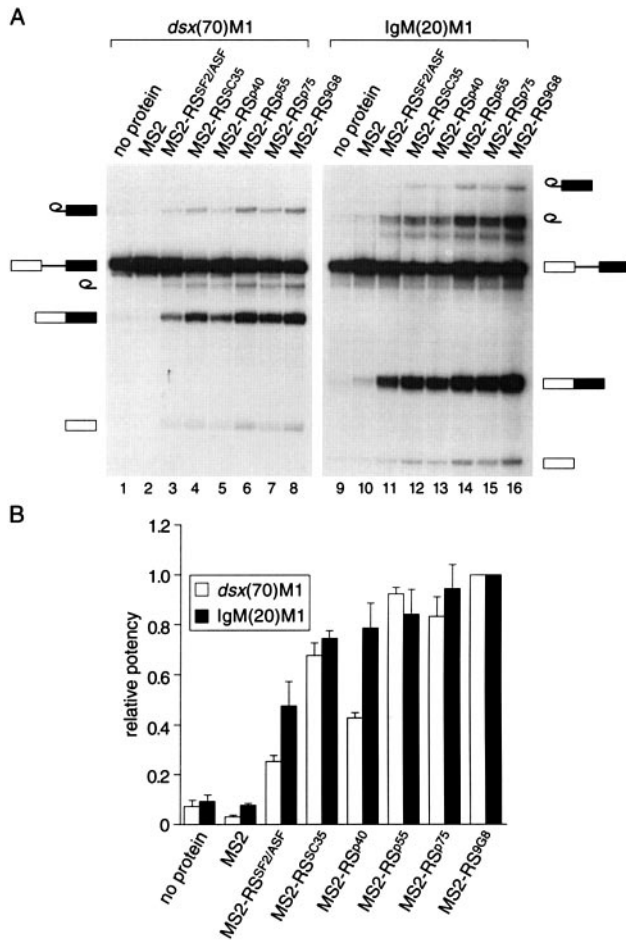 A
dsx(70)M1
IgM(20)M1
no protein
MS2
MS2-RSSF2/ASF
MS2-RSSC35
MS2-RSp40
MS2-RSp55
MS2-RSp75
MS2-RS9G8
no protein
MS2
MS2-RSSF2/ASF
MS2-RSSC35
MS2-RSp40
MS2-RSp55
MS2-RSp75
MS2-RS9G8
1 2 3 4 5 6 7 8
9 10 11 12 13 14 15 16
B
relative potency
1.2
1.0
0.8
0.6
0.4
0.2
0
dsx(70)M1
IgM(20)M1
no protein
MS2
MS2-RSSF2/ASF
MS2-RSSC35
MS2-RSp40
MS2-RSp55
MS2-RSp75
MS2-RS9G8